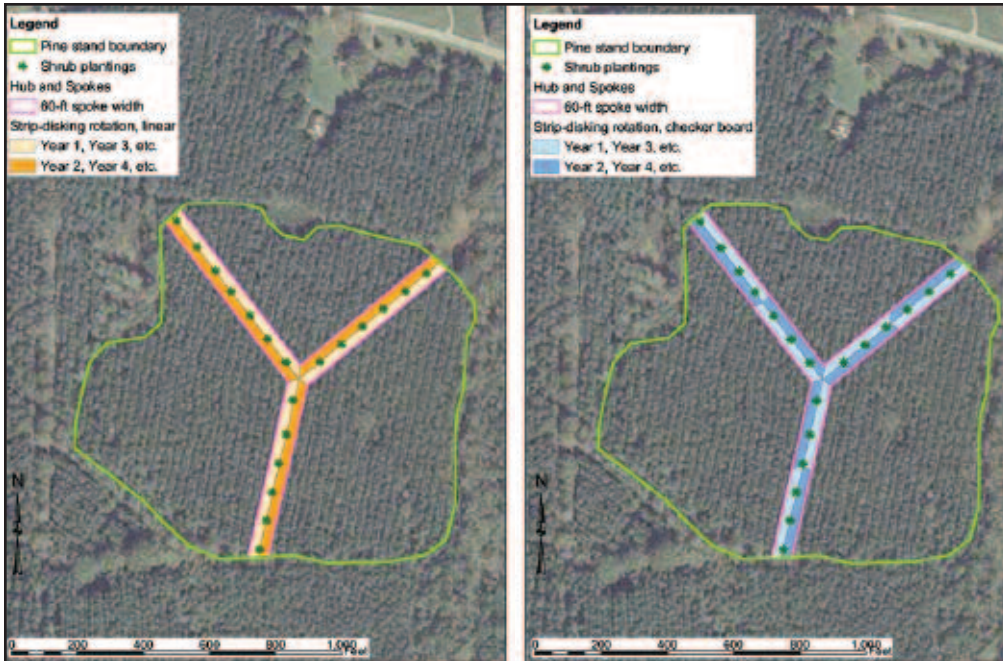 Legend
Pine stand boundary
Shrub plantings
Hub and Spokes
60-ft spoke width
Strip-disking rotation, linear
Year 1, Year 3, etc.
Year 2, Year 4, etc.
N
0 200 400 600 800 1,000
Feet
Legend
Pine stand boundary
Shrub plantings
Hub and Spokes
60-ft spoke width
Strip-disking rotation, checker board
Year 1, Year 3, etc.
Year 2, Year 4, etc.
N
0 200 400 600 800 1,000
Feet